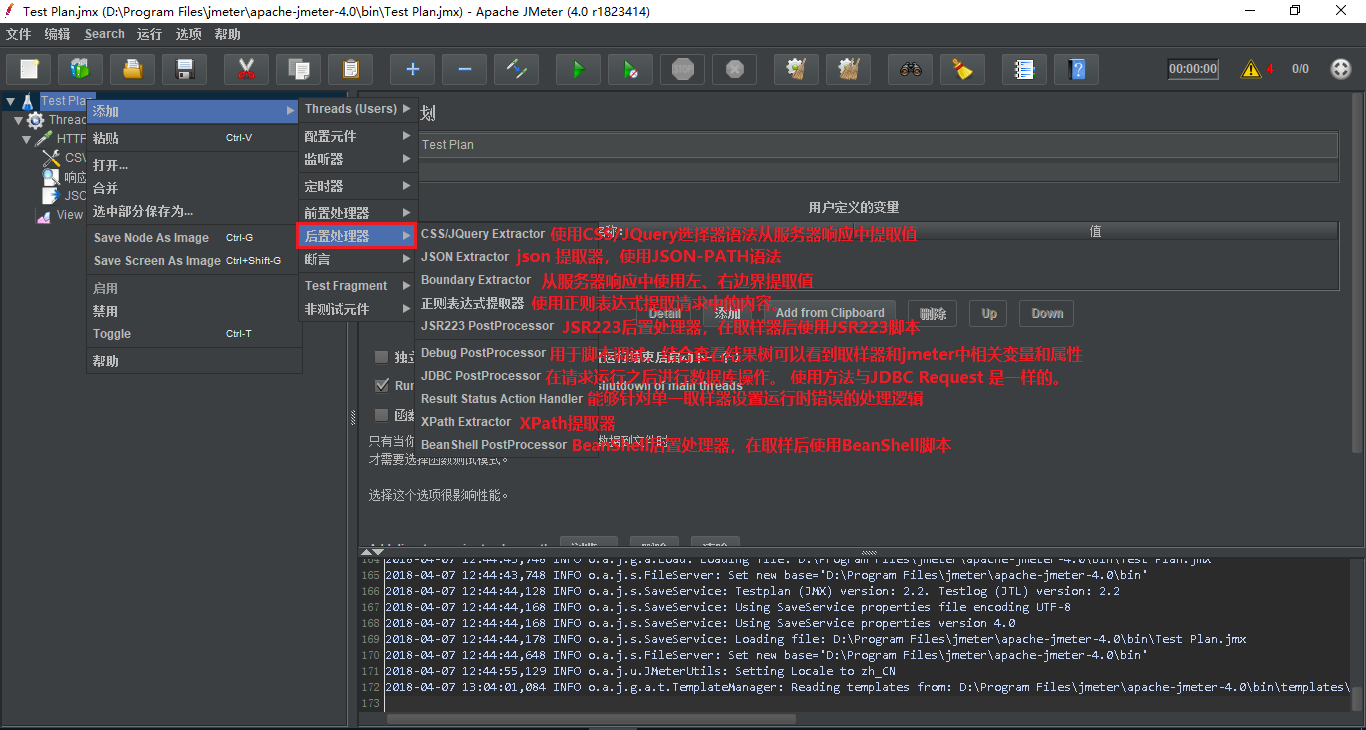 Test Plan.jmx (D:\Program Files\jmeter\apache-jmeter-4.0\bin\Test Plan.jmx) - Apache JMeter (4.0 r1823414)
文件 编辑 Search 运行 选项 帮助
STOP 00:00:00 4 0/0
Test Plan
Thread
HTTP
CSV
响应
JSO
View
添加
粘贴 Ctrl-V
打开...
合并
选中部分保存为...
Save Node As Image Ctrl-G
Save Screen As Image Ctrl+Shift-G
启用
禁用
Toggle Ctrl-T
帮助
Threads (Users)
配置元件
监听器
定时器
前置处理器
后置处理器
断言
Test Fragment
非测试元件
划
Test Plan
用户定义的变量
名称: 值
CSS/JQuery Extractor 使用CSS/JQuery选择器语法从服务器响应中提取值
JSON Extractor json 提取器，使用JSON-PATH语法
Boundary Extractor 从服务器响应中使用左、右边界提取值
正则表达式提取器 使用正则表达式提取请求中的内容。
Detail 添加 Add from Clipboard 删除 Up Down
JSR223 PostProcessor JSR223后置处理器，在取样器后使用JSR223脚本
独立
Debug PostProcessor 用于脚本调试，结合查看结果树可以看到取样器和jmeter中相关变量和属性
JDBC PostProcessor 在请求运行之后进行数据库操作。 使用方法与JDBC Request 是一样的。
Run shutdown of main threads
Result Status Action Handler 能够针对单一取样器设置运行时错误的处理逻辑
函数
XPath Extractor XPath提取器
BeanShell PostProcessor BeanShell后置处理器，在取样后使用BeanShell脚本
只有当你 数据到文件时
才需要选择函数测试模式。
选择这个选项很影响性能。
164 2018-04-07 12:44:43,748 INFO o.a.j.g.a.Load: Loading file: D:\Program Files\jmeter\apache-jmeter-4.0\bin\Test Plan.jmx
165 2018-04-07 12:44:43,748 INFO o.a.j.s.FileServer: Set new base='D:\Program Files\jmeter\apache-jmeter-4.0\bin'
166 2018-04-07 12:44:44,128 INFO o.a.j.s.SaveService: Testplan (JMX) version: 2.2. Testlog (JTL) version: 2.2
167 2018-04-07 12:44:44,168 INFO o.a.j.s.SaveService: Using SaveService properties file encoding UTF-8
168 2018-04-07 12:44:44,168 INFO o.a.j.s.SaveService: Using SaveService properties version 4.0
169 2018-04-07 12:44:44,178 INFO o.a.j.s.SaveService: Loading file: D:\Program Files\jmeter\apache-jmeter-4.0\bin\Test Plan.jmx
170 2018-04-07 12:44:44,648 INFO o.a.j.s.FileServer: Set new base='D:\Program Files\jmeter\apache-jmeter-4.0\bin'
171 2018-04-07 12:44:55,129 INFO o.a.j.u.JMeterUtils: Setting Locale to zh_CN
172 2018-04-07 13:04:01,084 INFO o.a.j.g.a.t.TemplateManager: Reading templates from: D:\Program Files\jmeter\apache-jmeter-4.0\bin\templates\
173